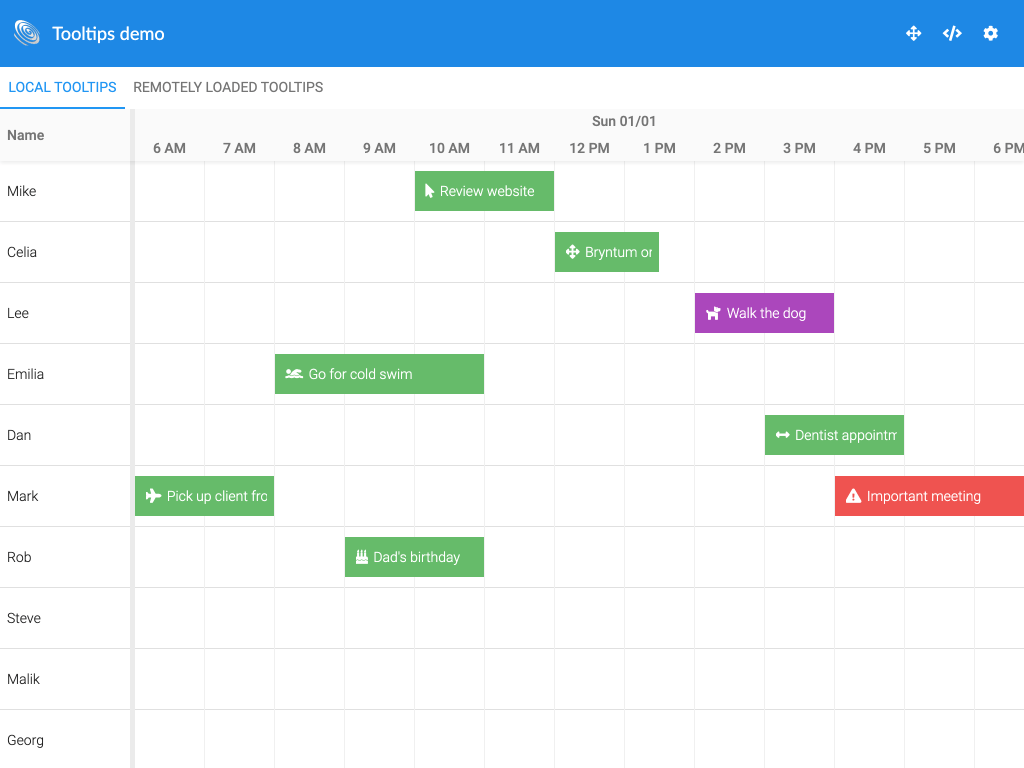 Tooltips demo
LOCAL TOOLTIPS REMOTELY LOADED TOOLTIPS
Name
Sun 01/01
6 AM 7 AM 8 AM 9 AM 10 AM 11 AM 12 PM 1 PM 2 PM 3 PM 4 PM 5 PM 6 PM
Mike Review website
Celia Bryntum or
Lee Walk the dog
Emilia Go for cold swim
Dan Dentist appointm
Mark Pick up client fro Important meeting
Rob Dad's birthday
Steve
Malik
Georg